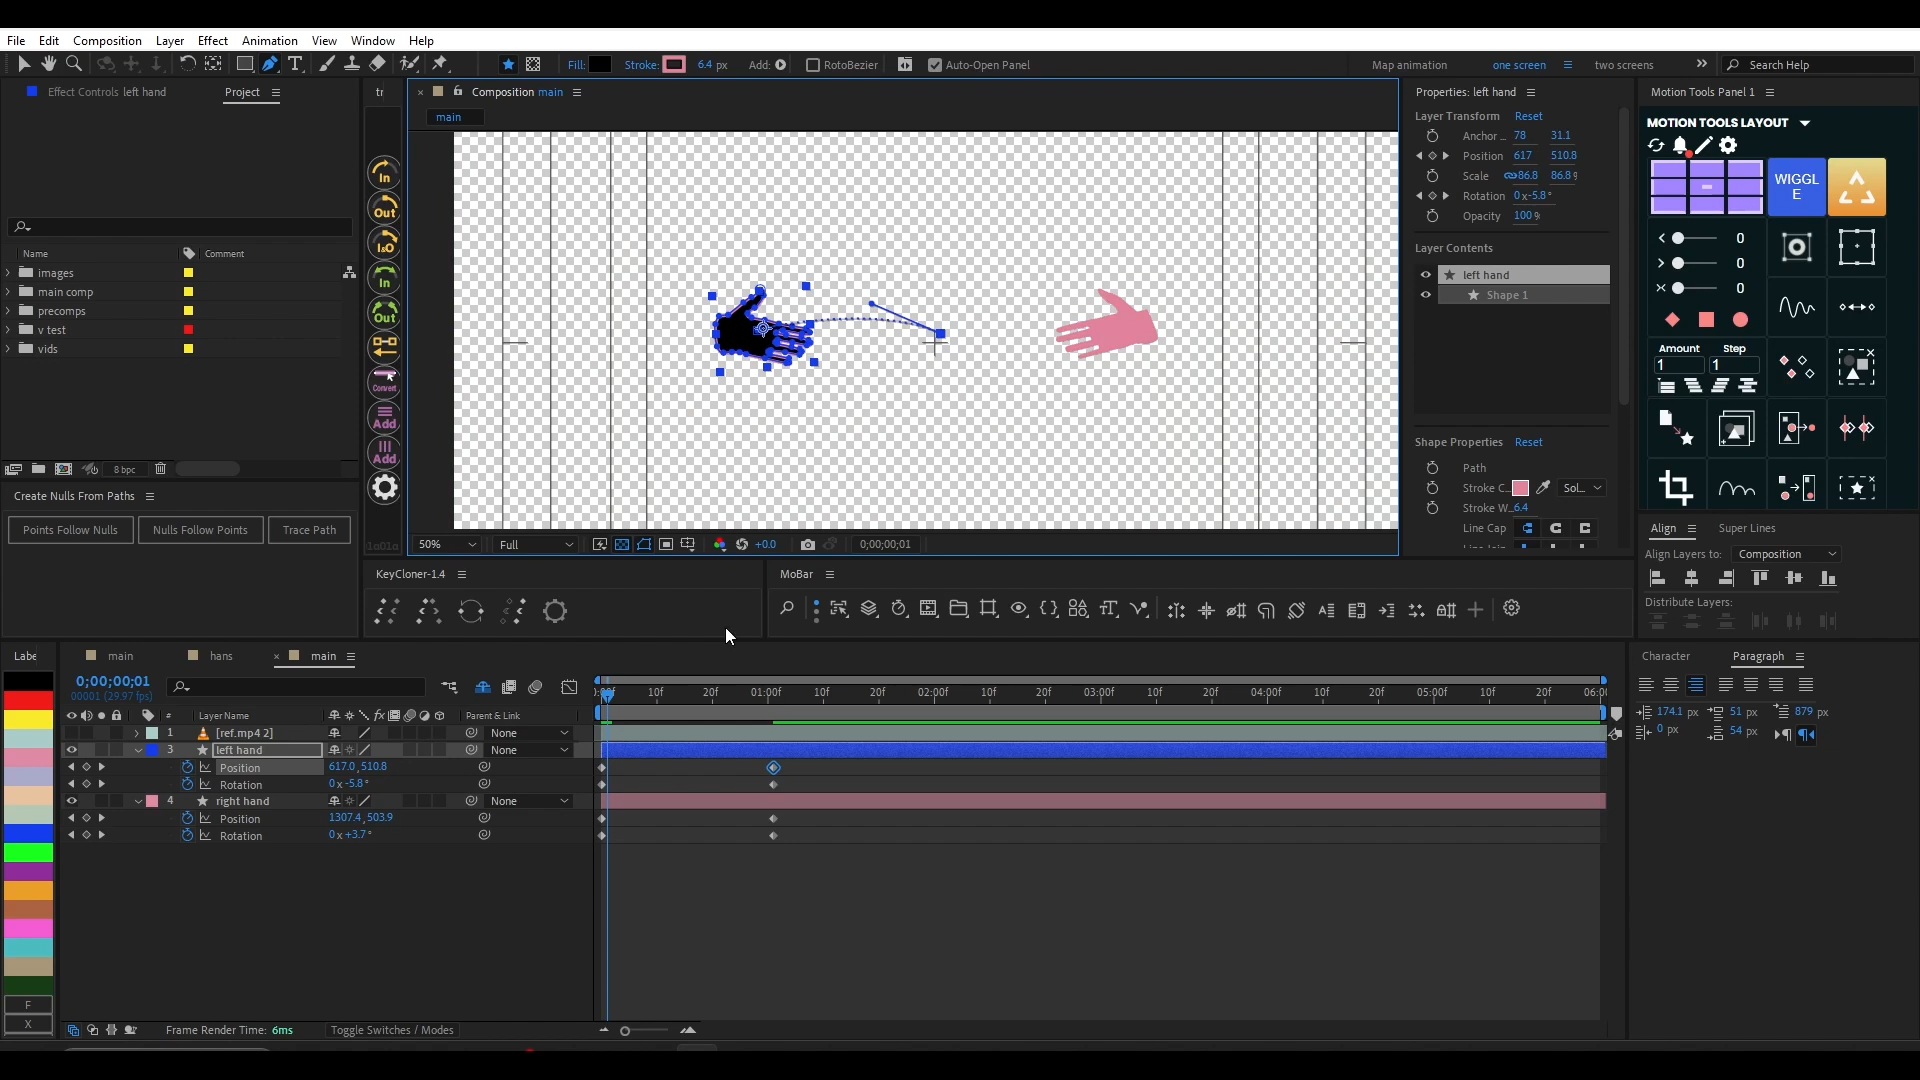 File Edit Composition Layer Effect Animation View Window Help
Fill: Stroke: 6.4 px Add: RotoBezier Auto-Open Panel Map animation one screen two screens Search Help
Effect Controls left hand Project
Composition main
Properties: left hand
Motion Tools Panel 1
main
Layer Transform Reset
MOTION TOOLS LAYOUT
Anchor 78 31.1
Position 617 510.8
Scale 86.8 86.8
Rotation 0x-5.8°
Opacity 100
WIGGL
E
In
Out
I&O
In
Out
Convert
Add
Add
Name Comment
images
main comp
precomps
v test
vids
Layer Contents
left hand
Shape 1
0
0
0
Amount Step
1 1
8 bpc
Create Nulls From Paths
Points Follow Nulls Nulls Follow Points Trace Path
Shape Properties Reset
Path
Stroke C.. Sol..
Stroke W.. 6.4
Line Cap
50% Full +0.0 0;00;00;01
Align Super Lines
Align Layers to: Composition
Distribute Layers:
KeyCloner-1.4
MoBar
main hans main
0;00;00;01
00001 (29.97 fps)
10f 20f 01:00f 10f 20f 02:00f 10f 20f 03:00f 10f 20f 04:00f 10f 20f 05:00f 10f 20f
# Layer Name fx Parent & Link
1 [ref.mp4 2] None
3 left hand None
Position 617.0,510.8
Rotation 0x-5.8°
4 right hand None
Position 1307.4,503.9
Rotation 0x+3.7°
F
X
Frame Render Time: 6ms Toggle Switches / Modes
Character Paragraph
174.1 px 51 px 879 px
0 px 54 px